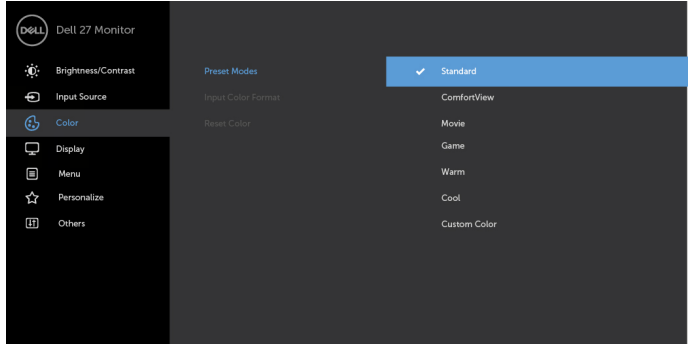 DELL Dell 27 Monitor
Brightness/Contrast Preset Modes Standard
Input Source Input Color Format ComfortView
Color Reset Color Movie
Display Game
Menu Warm
Personalize Cool
Others Custom Color